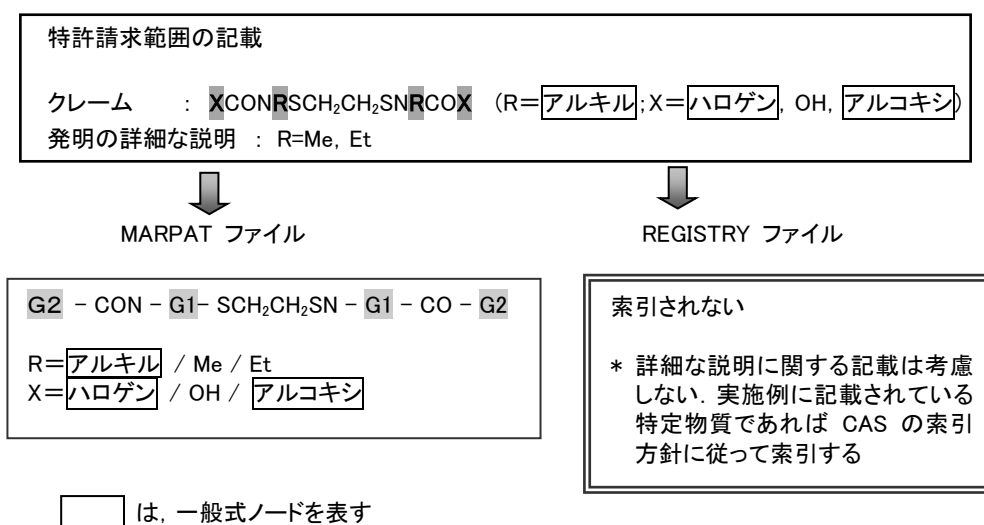 特許請求範囲の記載
クレーム : XCONRSCH₂CH₂SNRCOX (R=アルキル;X=ハロゲン, OH, アルコキシ)
発明の詳細な説明 : R=Me, Et
MARPAT ファイル
REGISTRY ファイル
G2 - CON - G1- SCH₂CH₂SN - G1 - CO - G2
R=アルキル / Me / Et
X=ハロゲン / OH / アルコキシ
索引されない
* 詳細な説明に関する記載は考慮
しない. 実施例に記載されている
特定物質であれば CAS の索引
方針に従って索引する
は, 一般式ノードを表す